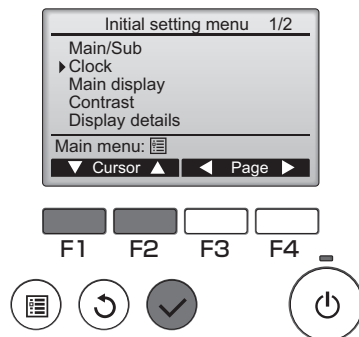 Initial setting menu 1/2
Main/Sub
Clock
Main display
Contrast
Display details
Main menu:
Cursor Page
F1 F2 F3 F4